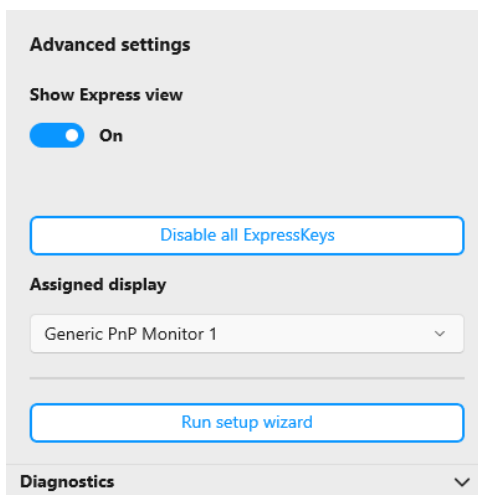 Advanced settings
Show Express view
On
Disable all ExpressKeys
Assigned display
Generic PnP Monitor 1
Run setup wizard
Diagnostics